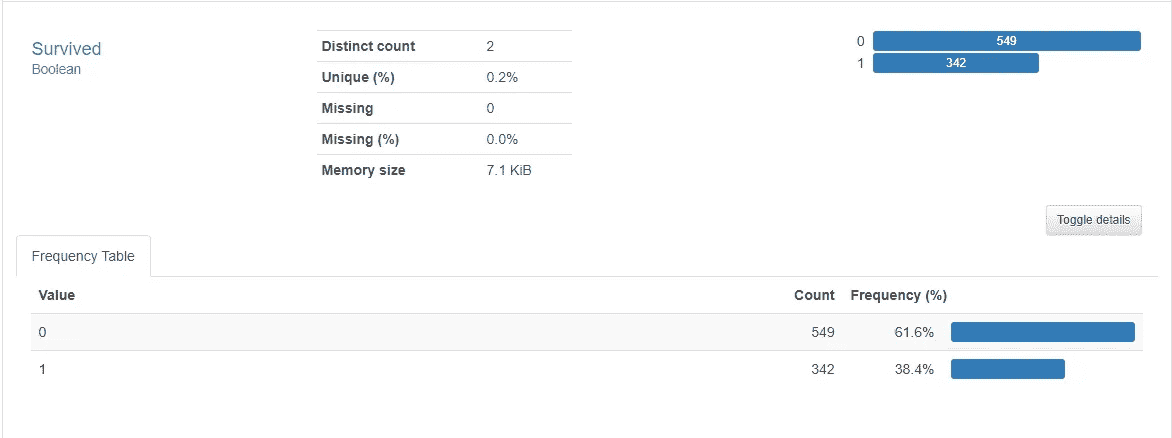 Survived
Boolean
Distinct count 2
Unique (%) 0.2%
Missing 0
Missing (%) 0.0%
Memory size 7.1 KiB
0 549
1 342
Toggle details
Frequency Table
Value Count Frequency (%)
0 549 61.6%
1 342 38.4%